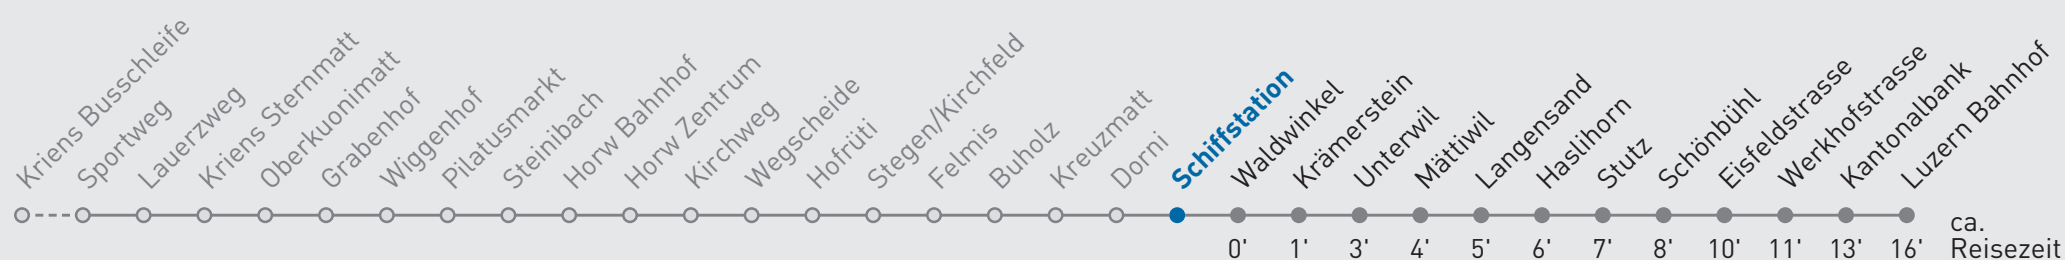 Kriens Busschleife
Sportweg
Lauerzweg
Kriens Sternmatt
Oberkuonimatt
Grabenhof
Wiggenhof
Pilatusmarkt
Steinibach
Horw Bahnhof
Horw Zentrum
Kirchweg
Wegscheide
Hofrüti
Stegen/Kirchfeld
Felmis
Buholz
Kreuzmatt
Dorni
Schiffstation
Waldwinkel
Krämerstein
Unterwil
Mättiwil
Langensand
Haslihorn
Stutz
Schönbühl
Eisfeldstrasse
Werkhofstrasse
Kantonalbank
Luzern Bahnhof
0' 1' 3' 4' 5' 6' 7' 8' 10' 11' 13' 16'
ca.
Reisezeit